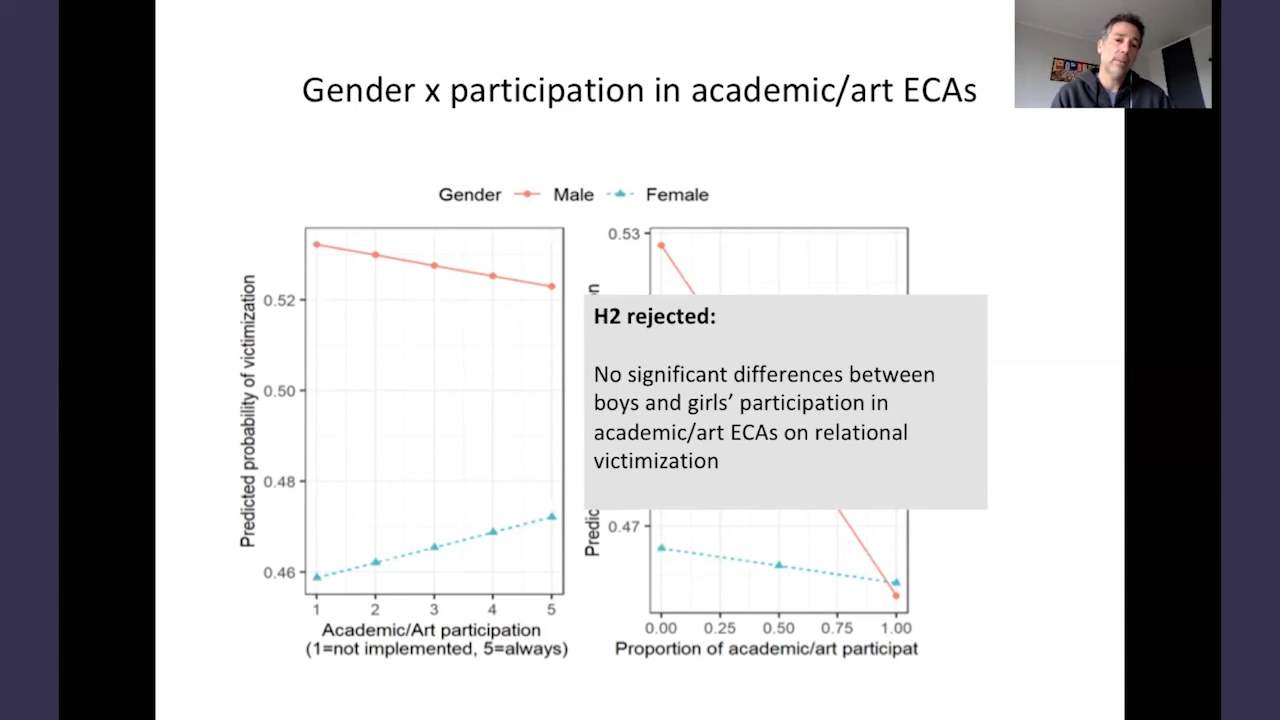 Gender x participation in academic/art ECAs
Gender Male Female
Predicted probability of victimization
0.52
0.50
0.48
0.46
1 2 3 4 5
Academic/Art participation
(1=not implemented, 5=always)
0.53
0.47
0.00 0.25 0.50 0.75 1.00
Proportion of academic/art participat
H2 rejected:
No significant differences between
boys and girls’ participation in
academic/art ECAs on relational
victimization